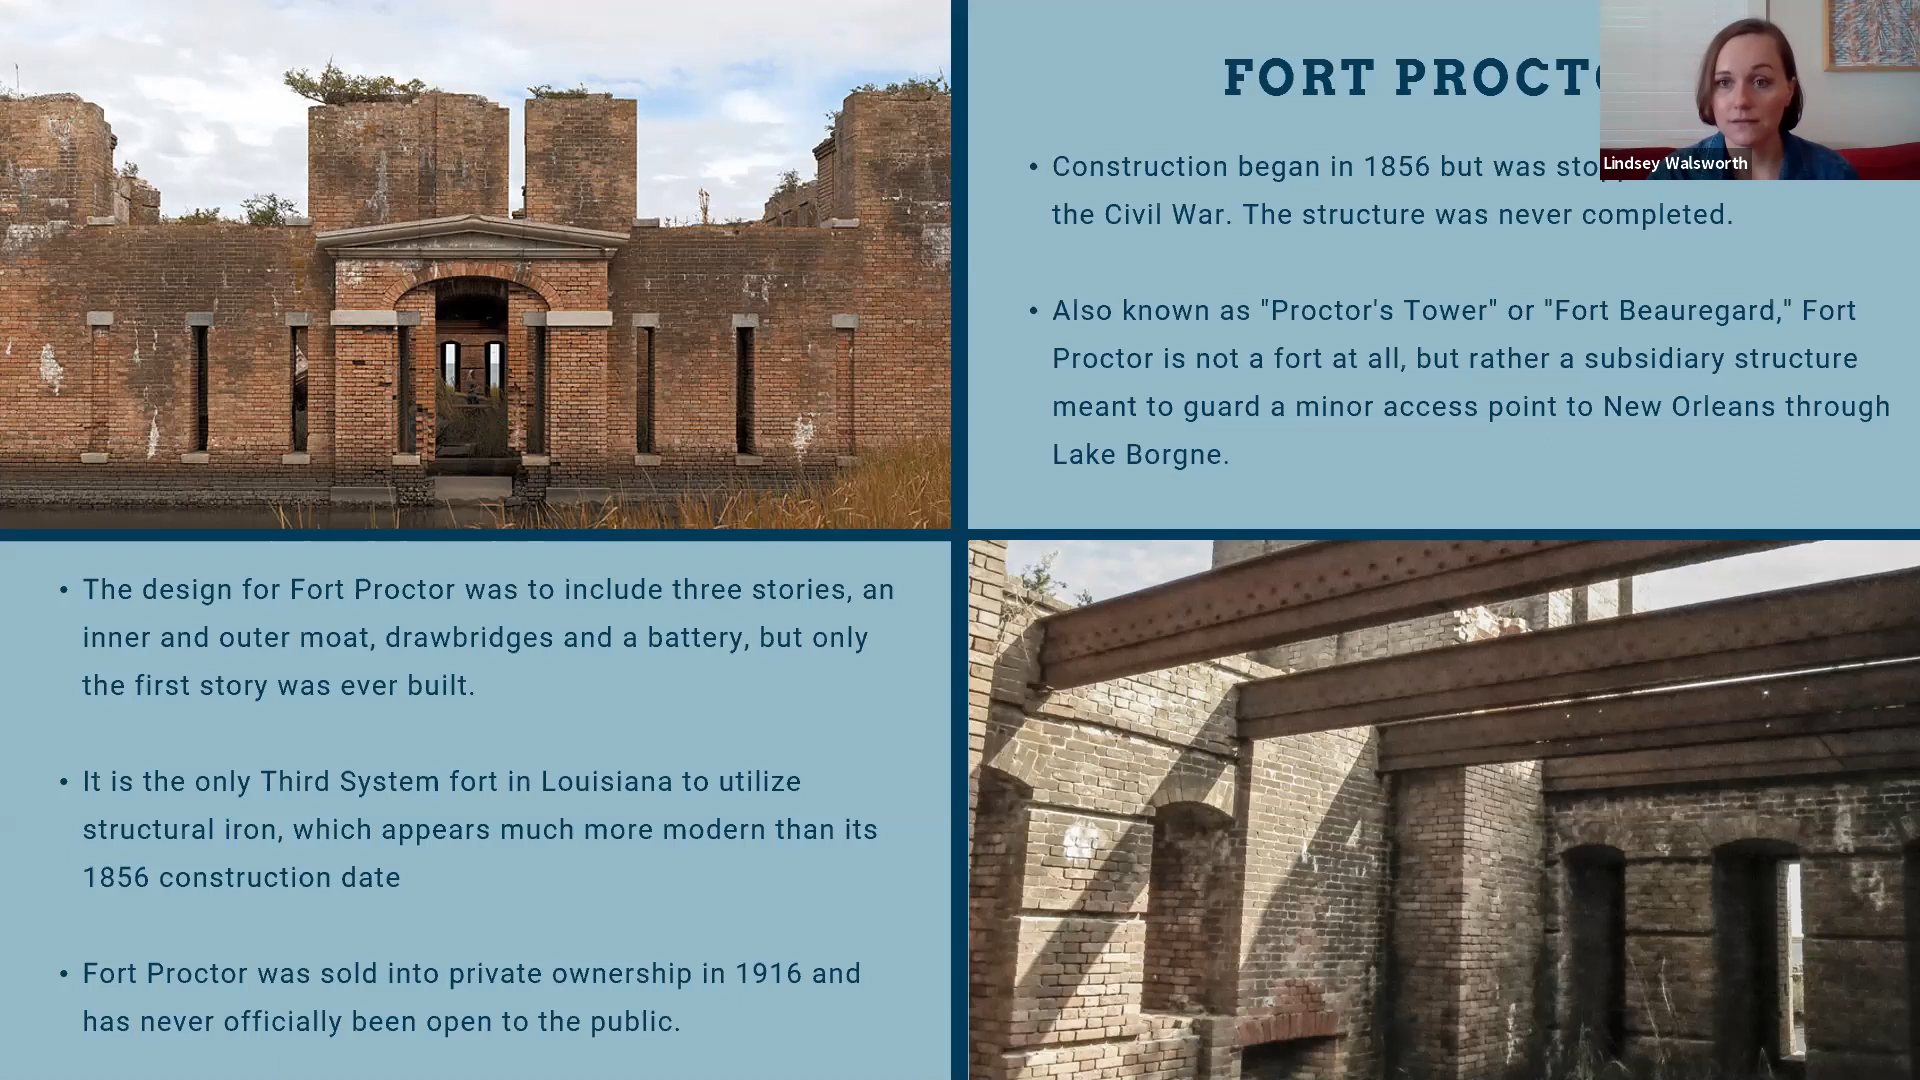 FORT PROCTO
Lindsey Walsworth
• Construction began in 1856 but was
the Civil War. The structure was never completed.
• Also known as "Proctor's Tower" or "Fort Beauregard," Fort
Proctor is not a fort at all, but rather a subsidiary structure
meant to guard a minor access point to New Orleans through
Lake Borgne.
• The design for Fort Proctor was to include three stories, an
inner and outer moat, drawbridges and a battery, but only
the first story was ever built.
• It is the only Third System fort in Louisiana to utilize
structural iron, which appears much more modern than its
1856 construction date
• Fort Proctor was sold into private ownership in 1916 and
has never officially been open to the public.